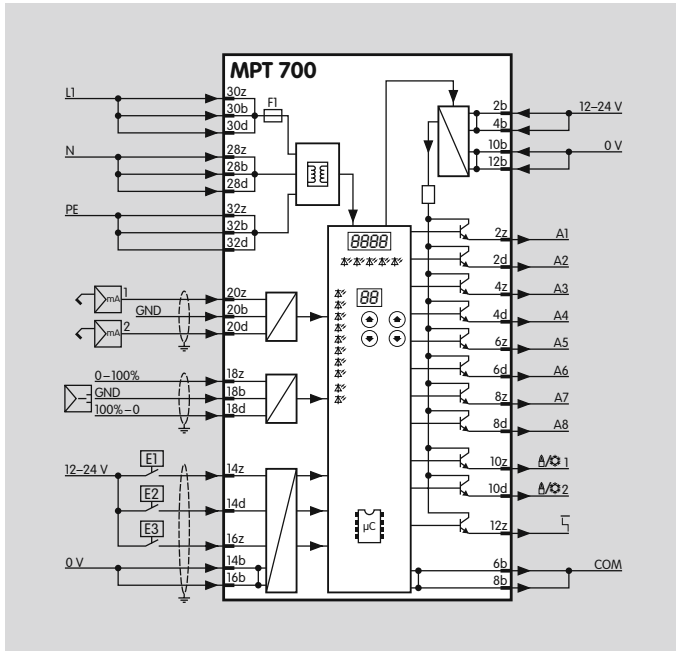 MPT 700
L1
30z
30b
30d
F1
N
28z
28b
28d
PE
32z
32b
32d
2b
4b
12–24 V
10b
12b
0 V
8888
88
mA 1
GND
mA 2
20z
20b
20d
0–100%
GND
100%–0
18z
18b
18d
12–24 V
E1
E2
E3
14z
14d
16z
0 V
14b
16b
µC
2z A1
2d A2
4z A3
4d A4
6z A5
6d A6
8z A7
8d A8
10z 1
10d 2
12z
6b
8b
COM